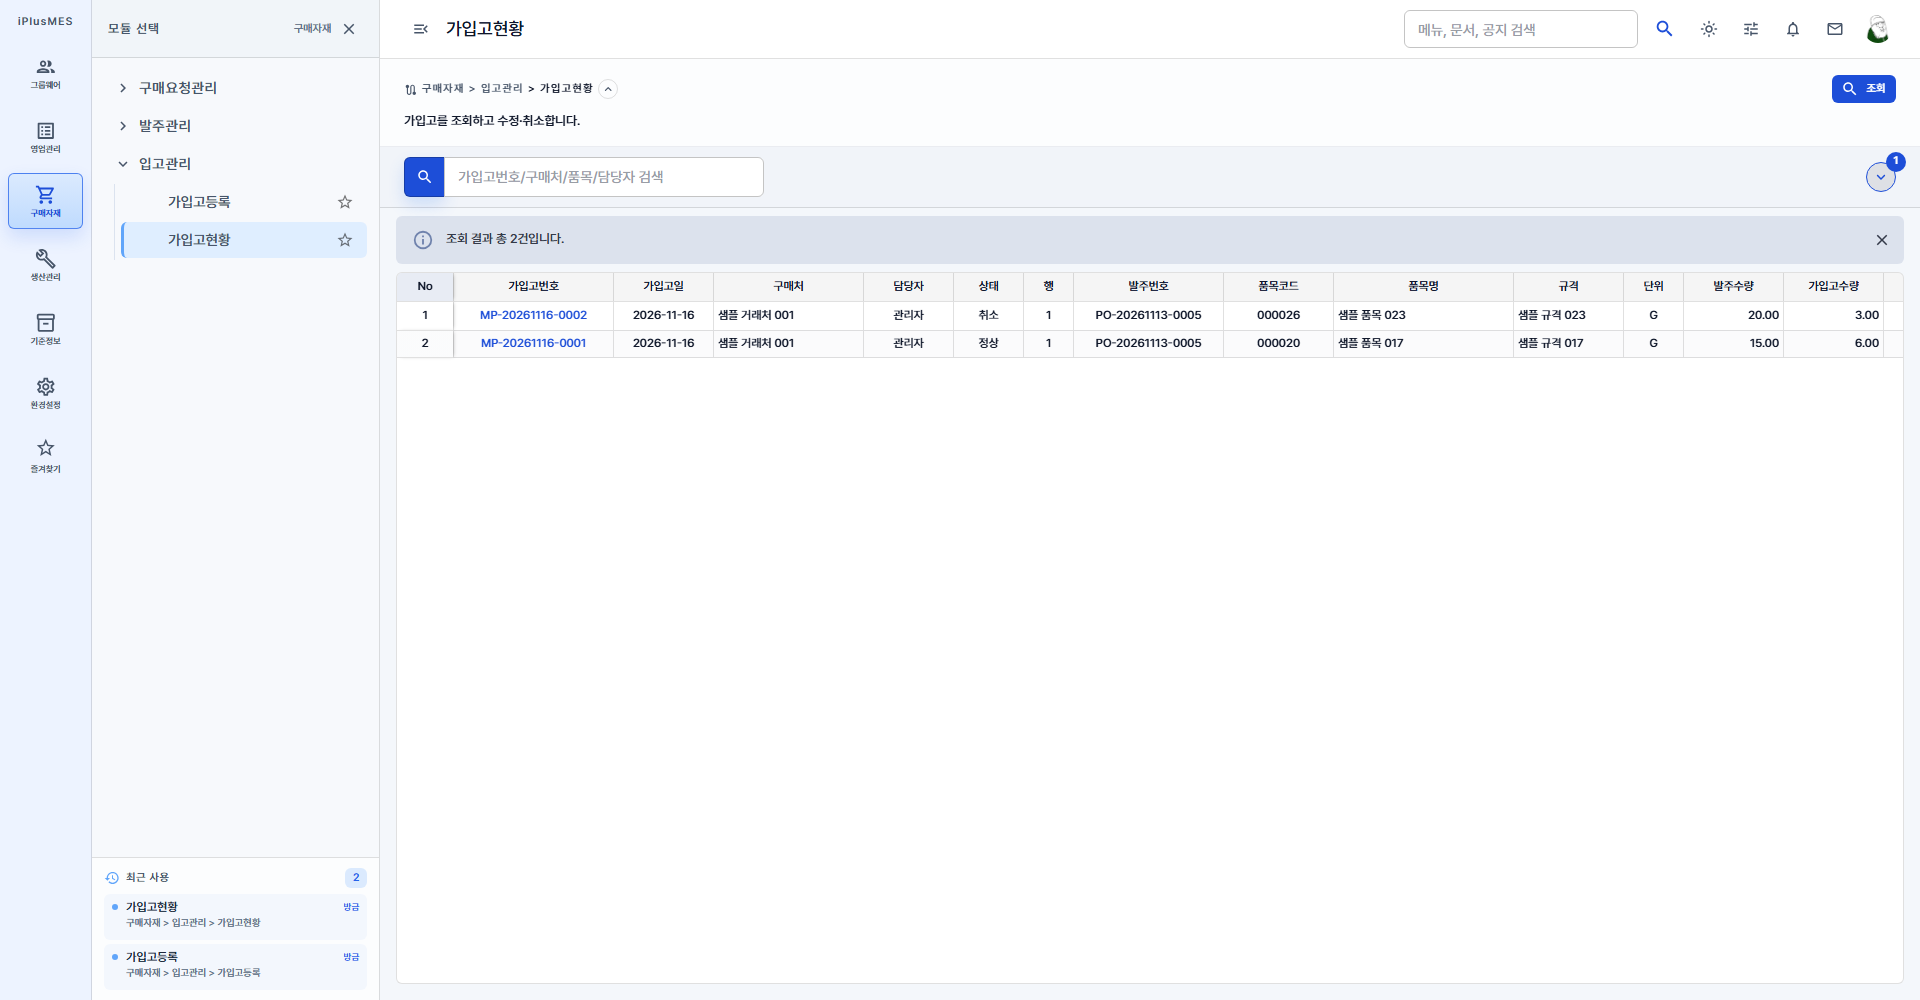 iPlusMES
그룹웨어
영업관리
구매자재
생산관리
기준정보
환경설정
즐겨찾기
모듈 선택
구매자재
구매요청관리
발주관리
입고관리
가입고등록
가입고현황
최근 사용
2
가입고현황
방금
구매자재 > 입고관리 > 가입고현황
가입고등록
방금
구매자재 > 입고관리 > 가입고등록
가입고현황
메뉴, 문서, 공지 검색
구매자재 > 입고관리 > 가입고현황
조회
가입고를 조회하고 수정·취소합니다.
가입고번호/구매처/품목/담당자 검색
1
조회 결과 총 2건입니다.
No 가입고번호 가입고일 구매처 담당자 상태 행 발주번호 품목코드 품목명 규격 단위 발주수량 가입고수량
1 MP-20261116-0002 2026-11-16 샘플 거래처 001 관리자 취소 1 PO-20261113-0005 000026 샘플 품목 023 샘플 규격 023 G 20.00 3.00
2 MP-20261116-0001 2026-11-16 샘플 거래처 001 관리자 정상 1 PO-20261113-0005 000020 샘플 품목 017 샘플 규격 017 G 15.00 6.00